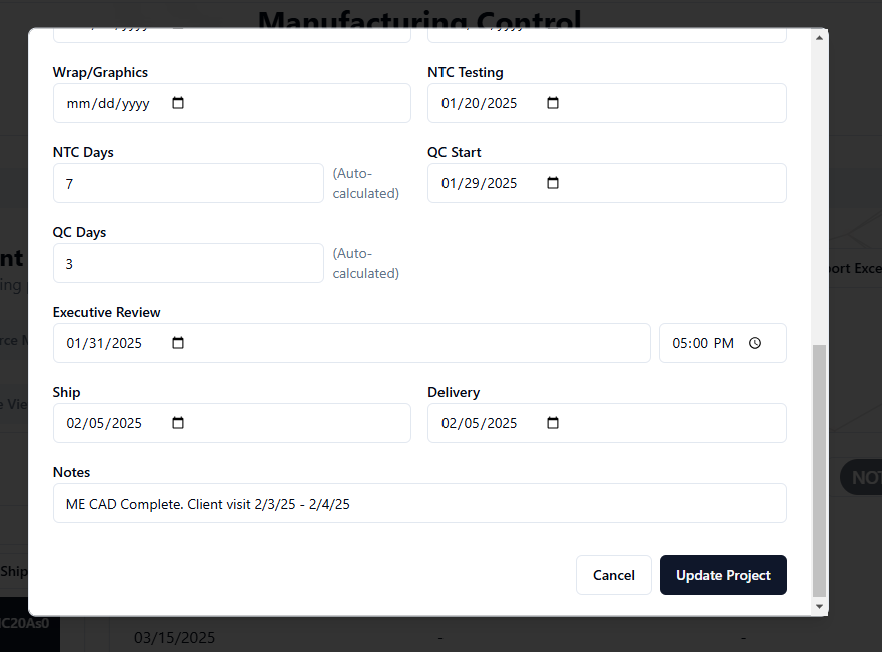 Manufacturing Control
Wrap/Graphics
NTC Testing
mm/dd/yyyy
01/20/2025
NTC Days
QC Start
7
(Auto-
calculated)
01/29/2025
QC Days
3
(Auto-
calculated)
nt
ing
port Exce
Executive Review
01/31/2025
05:00 PM
rce M
Ship
Delivery
02/05/2025
02/05/2025
e Vie
Notes
NOT
ME CAD Complete. Client visit 2/3/25 - 2/4/25
Ship
Cancel
Update Project
C20As0
03/15/2025
-
-